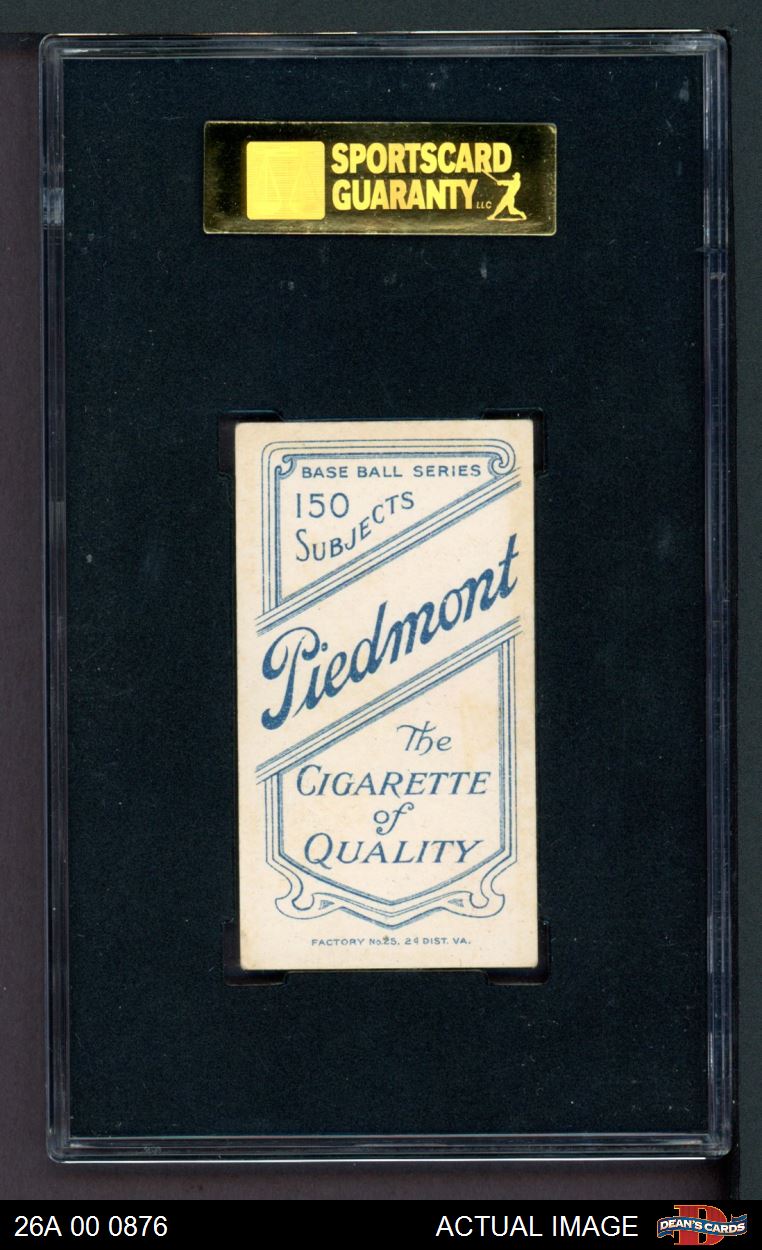 SPORTSCARD
GUARANTY LLC
BASE BALL SERIES
150
SUBJECTS
Piedmont
The
CIGARETTE
of
QUALITY
FACTORY No.25. 2d DIST. VA.
26A 00 0876 ACTUAL IMAGE
D
DEAN'S CARDS